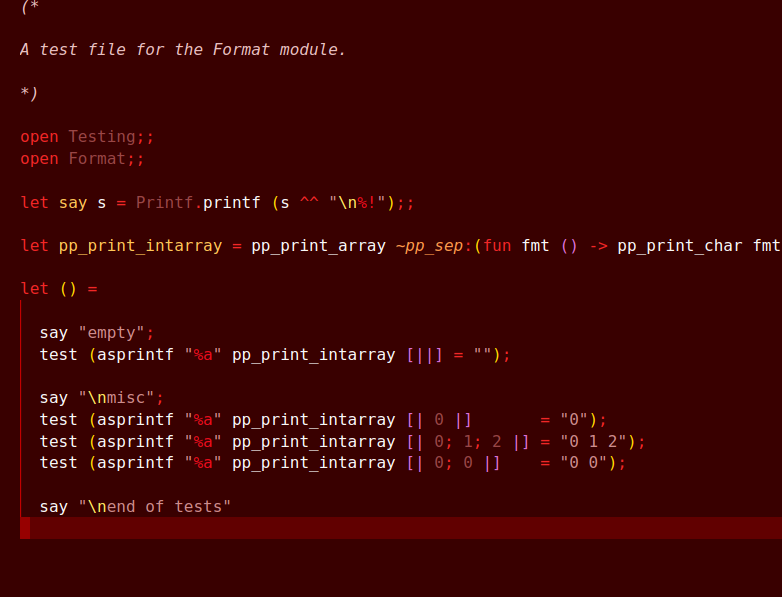 (*
A test file for the Format module.
*)
open Testing;;
open Format;;
let say s = Printf.printf (s ^^ "\n%!");;
let pp_print_intarray = pp_print_array ~pp_sep:(fun fmt () -> pp_print_char fmt
let () =
say "empty";
test (asprintf "%a" pp_print_intarray [||] = "");
say "\nmisc";
test (asprintf "%a" pp_print_intarray [| 0 |]       = "0");
test (asprintf "%a" pp_print_intarray [| 0; 1; 2 |] = "0 1 2");
test (asprintf "%a" pp_print_intarray [| 0; 0 |]    = "0 0");
say "\nend of tests"